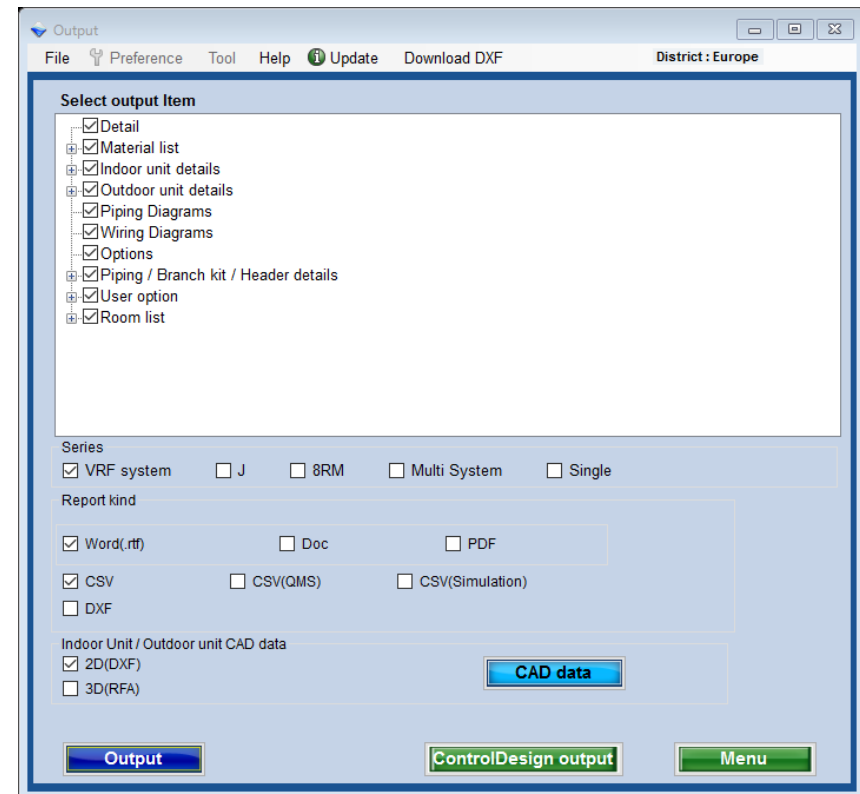 Output
File Preference Tool Help Update Download DXF District : Europe
Select output Item
Detail
Material list
Indoor unit details
Outdoor unit details
Piping Diagrams
Wiring Diagrams
Options
Piping / Branch kit / Header details
User option
Room list
Series
VRF system J 8RM Multi System Single
Report kind
Word(.rtf) Doc PDF
CSV CSV(QMS) CSV(Simulation)
DXF
Indoor Unit / Outdoor unit CAD data
2D(DXF)
CAD data
3D(RFA)
Output ControlDesign output Menu